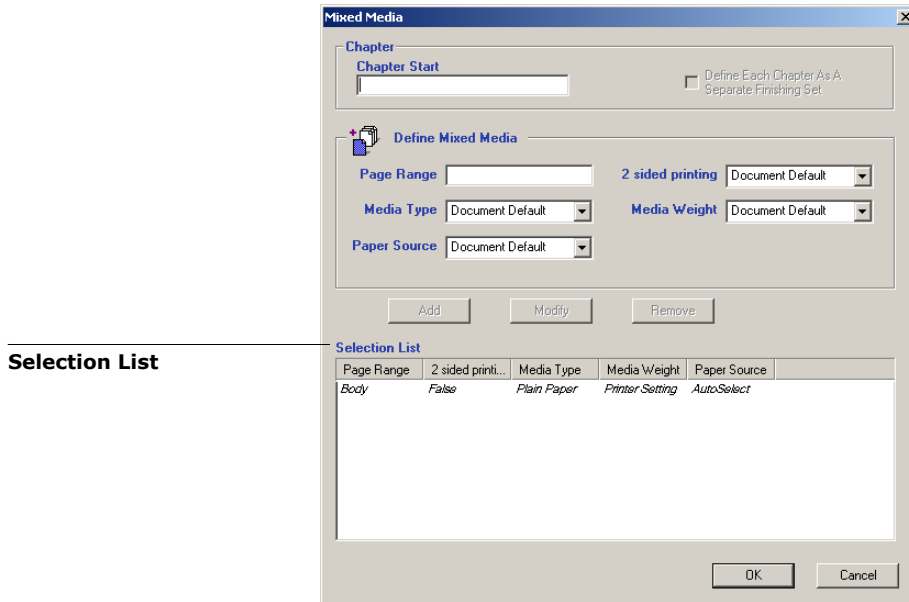 Mixed Media
Chapter
Chapter Start
Define Each Chapter As A
Separate Finishing Set
Define Mixed Media
Page Range
2 sided printing Document Default
Media Type Document Default
Media Weight Document Default
Paper Source Document Default
Add Modify Remove
Selection List
Selection List
Page Range 2 sided printi... Media Type Media Weight Paper Source
Body False Plain Paper Printer Setting AutoSelect
OK Cancel